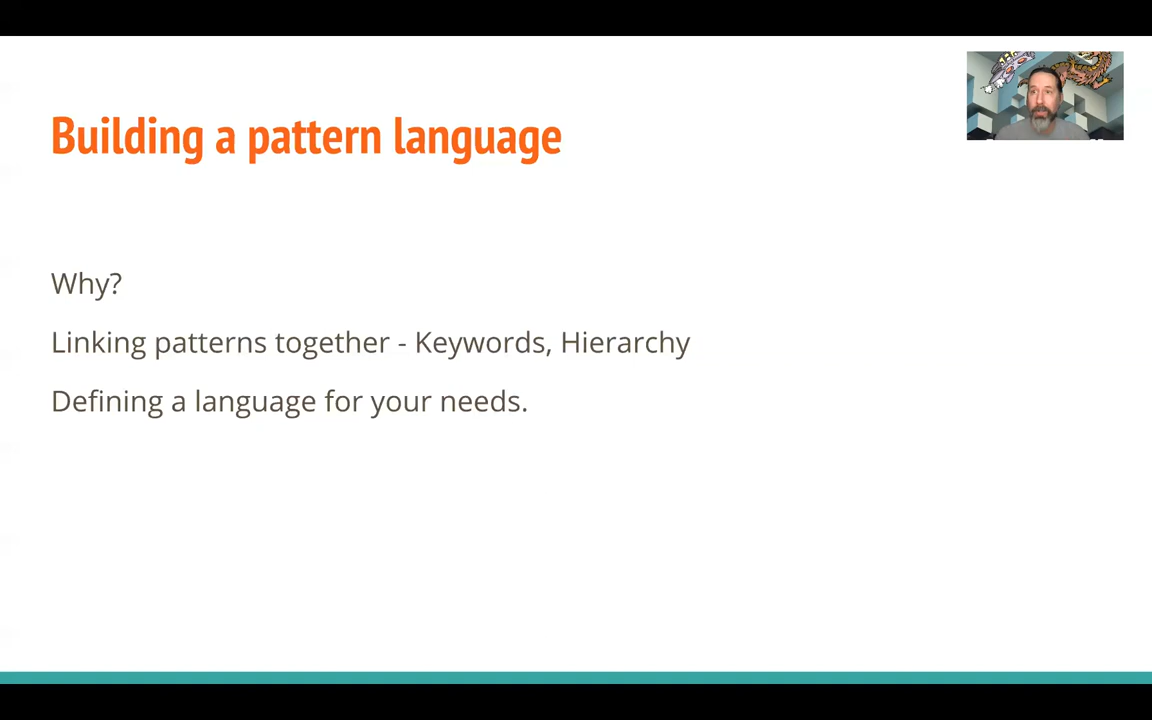 Building a pattern language
Why?
Linking patterns together - Keywords, Hierarchy
Defining a language for your needs.